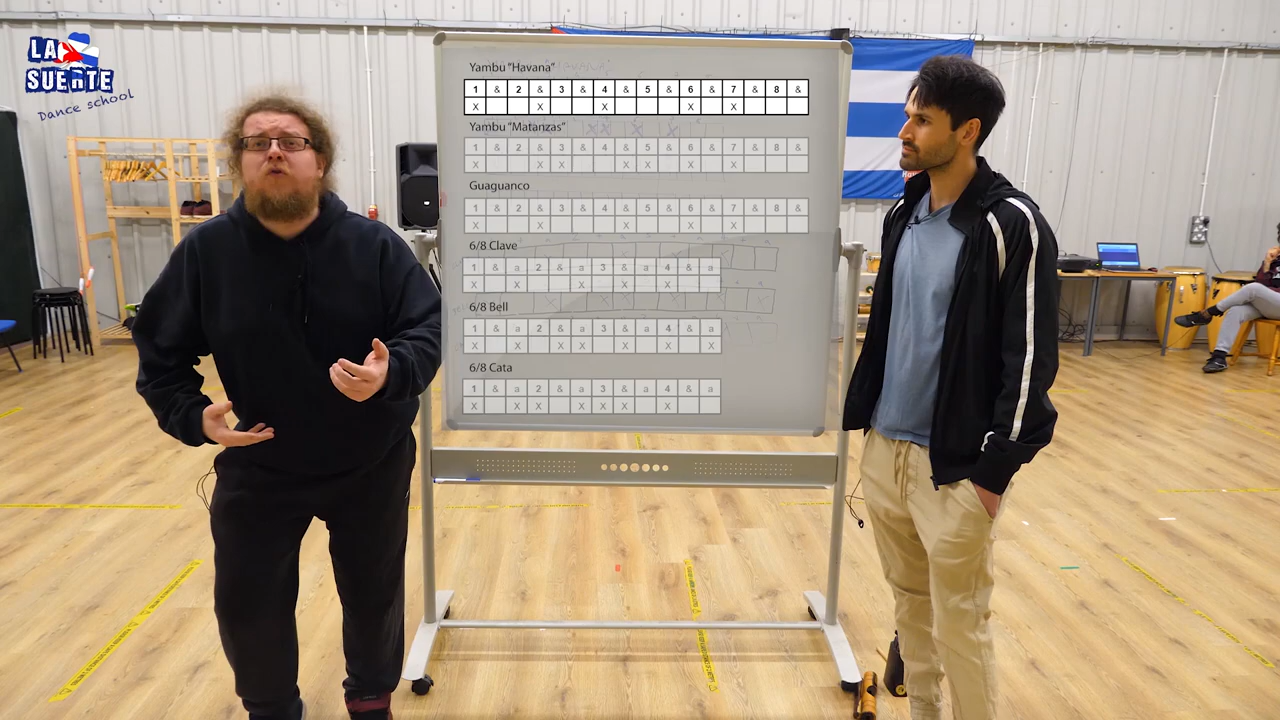 LA
SUERTE
Dance school
Yambu "Havana"
1 & 2 & 3 & 4 & 5 & 6 & 7 & 8 &
X X X X X
Yambu "Matanzas"
1 & 2 & 3 & 4 & 5 & 6 & 7 & 8 &
X X X X X X X
Guaguanco
1 & 2 & 3 & 4 & 5 & 6 & 7 & 8 &
X X X X X
6/8 Clave
1 & a 2 & a 3 & a 4 & a
X X X X X
6/8 Bell
1 & a 2 & a 3 & a 4 & a
X X X X X X X
6/8 Cata
1 & a 2 & a 3 & a 4 & a
X X X X X X X